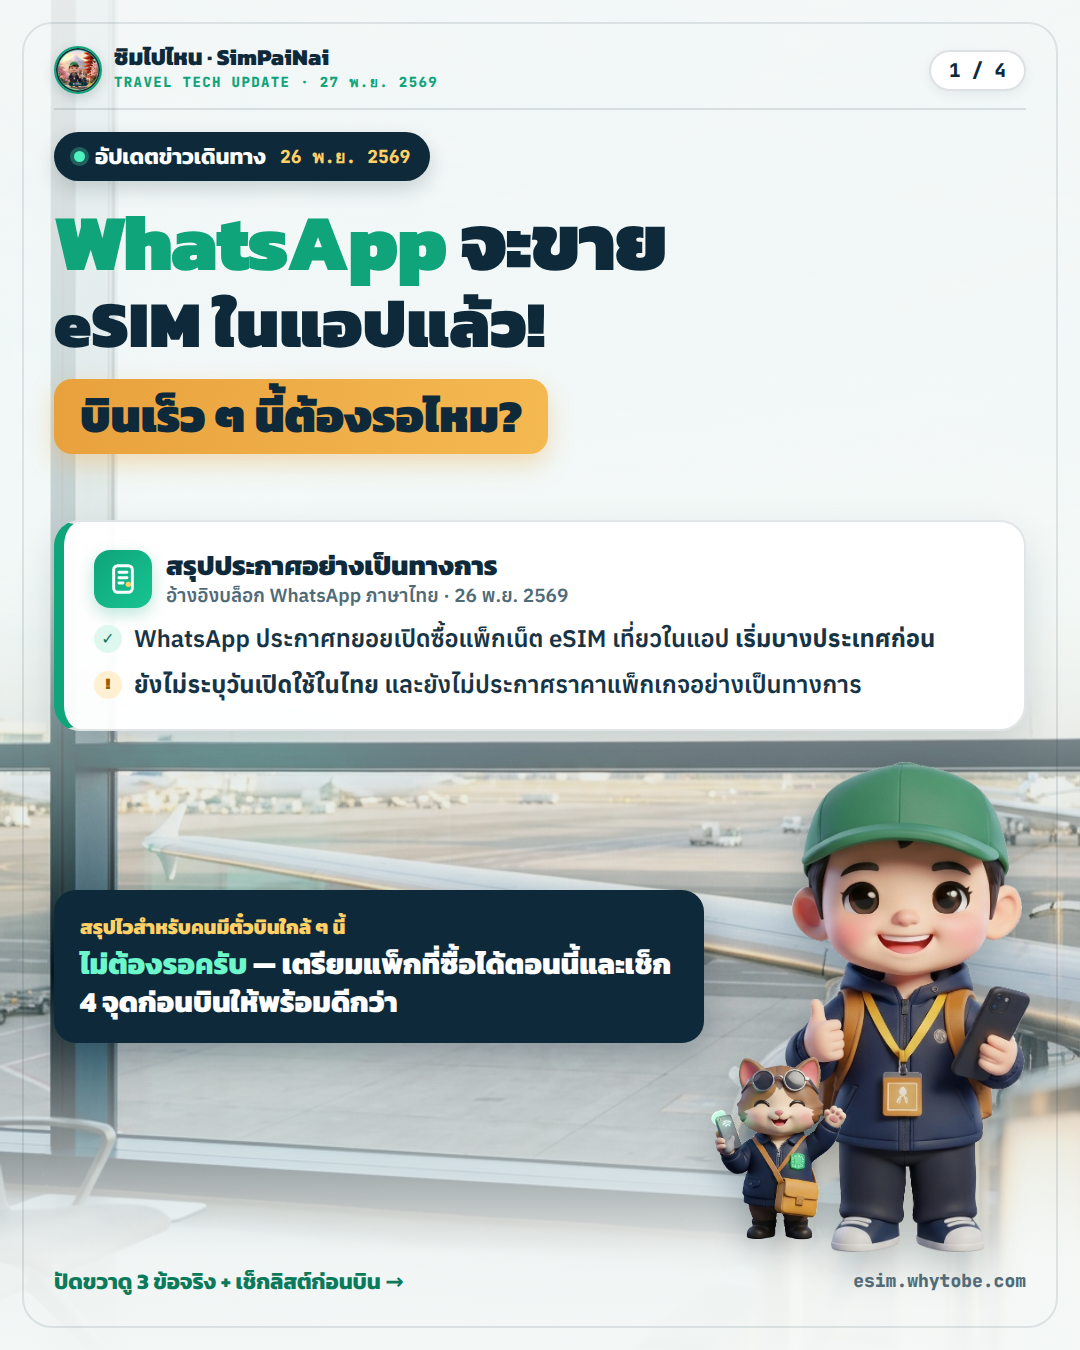 ซิมไปไหน · SimPaiNai
TRAVEL TECH UPDATE · 27 พ.ย. 2569
1 / 4
อัปเดตข่าวเดินทาง 26 พ.ย. 2569
WhatsApp จะขาย
eSIM ในแอปแล้ว!
บินเร็ว ๆ นี้ต้องรอไหม?
สรุปประกาศอย่างเป็นทางการ
อ้างอิงบล็อก WhatsApp ภาษาไทย · 26 พ.ย. 2569
✓ WhatsApp ประกาศทยอยเปิดซื้อแพ็กเน็ต eSIM เที่ยวในแอป เริ่มบางประเทศก่อน
! ยังไม่ระบุวันเปิดใช้ในไทย และยังไม่ประกาศราคาแพ็กเกจอย่างเป็นทางการ
สรุปไวสำหรับคนมีตั๋วบินใกล้ ๆ นี้
ไม่ต้องรอครับ — เตรียมแพ็กที่ซื้อได้ตอนนี้และเช็ก
4 จุดก่อนบินให้พร้อมดีกว่า
ปัดขวาดู 3 ข้อจริง + เช็กลิสต์ก่อนบิน →
esim.whytobe.com